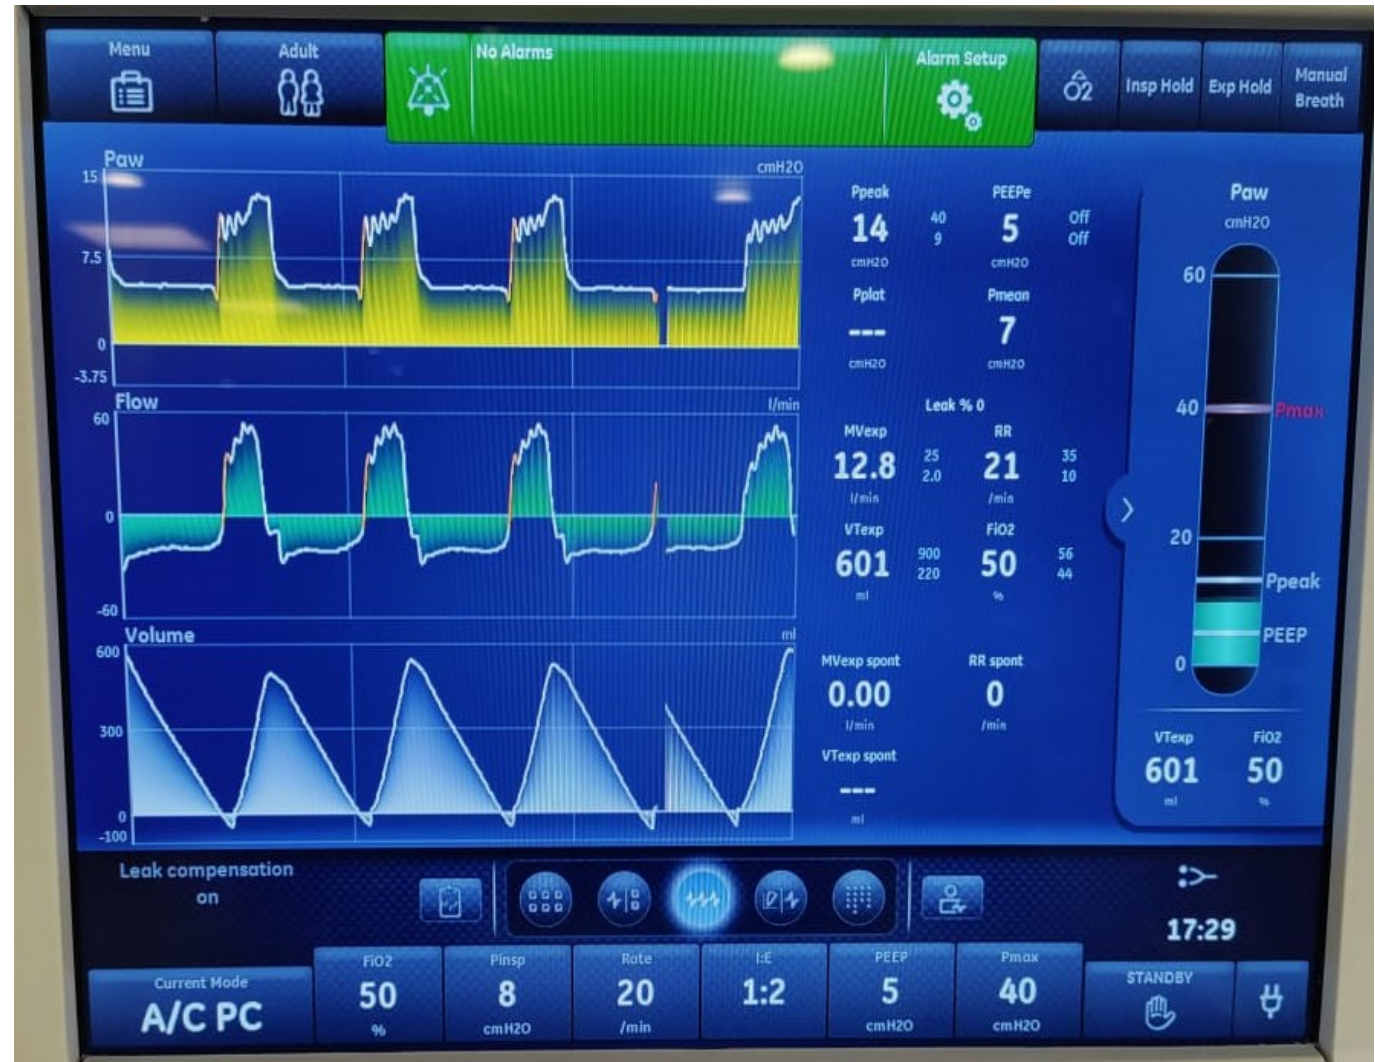 Menu
Adult
No Alarms
Alarm Setup
O2
Insp Hold
Exp Hold
Manual
Breath
Paw
cmH2O
15
7.5
0
-3.75
Flow
l/min
60
0
-60
Volume
ml
600
300
0
-100
Ppeak
14
40
9
cmH2O
PEEPe
5
Off
Off
cmH2O
Pplat
---
cmH2O
Pmean
7
cmH2O
Leak % 0
MVexp
12.8
25
2.0
l/min
RR
21
35
10
/min
VTexp
601
900
220
ml
FiO2
50
56
44
%
MVexp spont
0.00
l/min
RR spont
0
/min
VTexp spont
---
ml
Paw
cmH2O
60
40
Pmax
20
Ppeak
PEEP
0
VTexp
601
ml
FiO2
50
%
Leak compensation
on
17:29
Current Mode
A/C PC
FiO2
50
%
Pinsp
8
cmH2O
Rate
20
/min
I:E
1:2
PEEP
5
cmH2O
Pmax
40
cmH2O
STANDBY